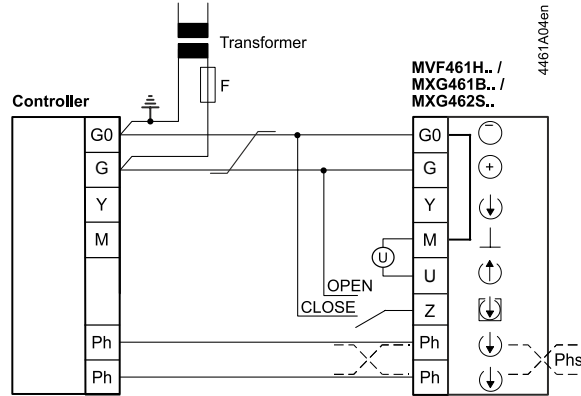 4461A04en
Transformer
F
MVF461H.. /
MXG461B.. /
MXG462S..
Controller
G0
G0
G
G
Y
Y
M
M
U
U
OPEN
CLOSE
Z
Ph
Ph
Phs
Ph
Ph